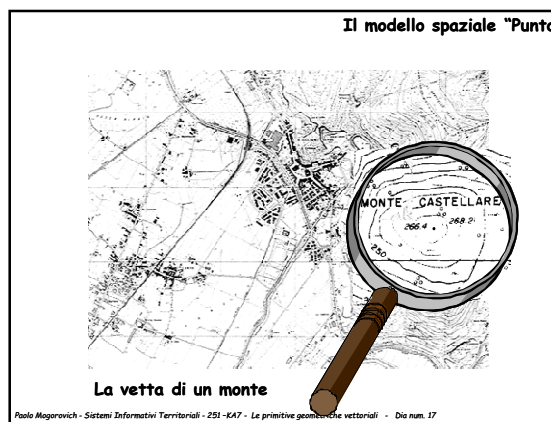 Il modello spaziale “Punto
MONTE CASTELLARE
266.4 268.2
250
La vetta di un monte
Paolo Mogorovich - Sistemi Informativi Territoriali - 251 -KA7 - Le primitive geometriche vettoriali - Dia num. 17